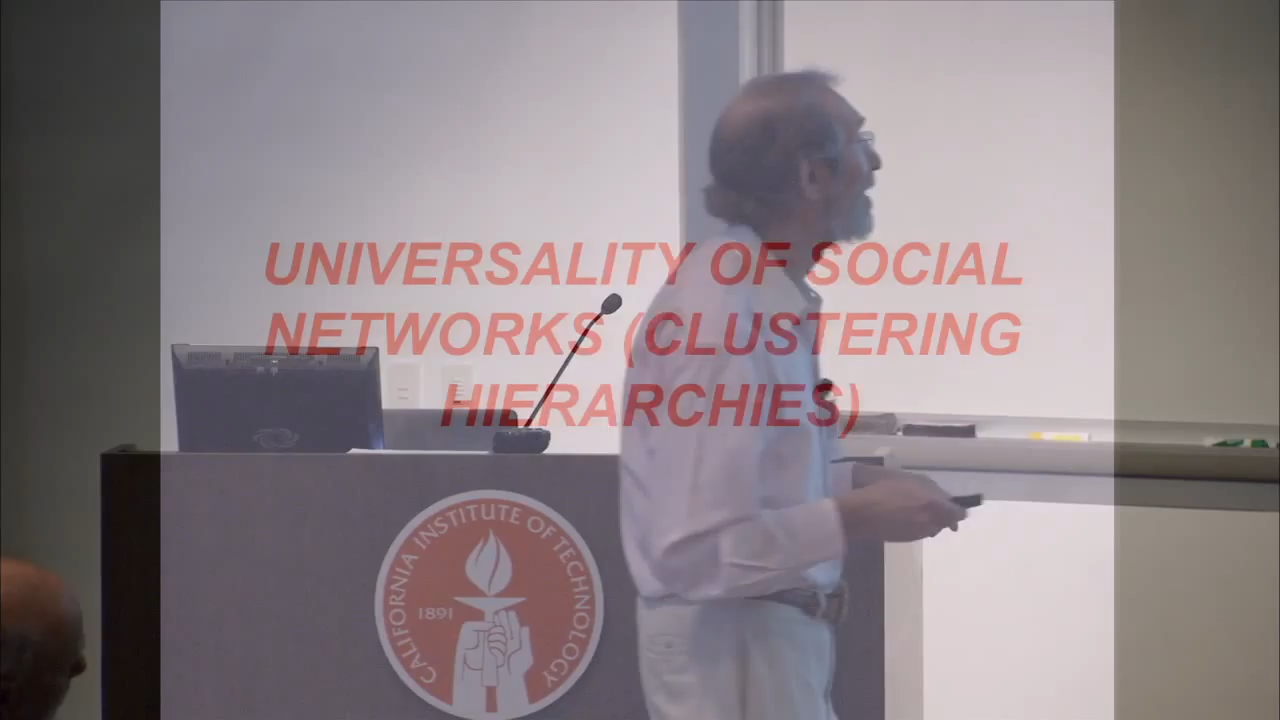 UNIVERSALITY OF SOCIAL
NETWORKS (CLUSTERING
HIERARCHIES)
CALIFORNIA INSTITUTE OF TECHNOLOGY
1891